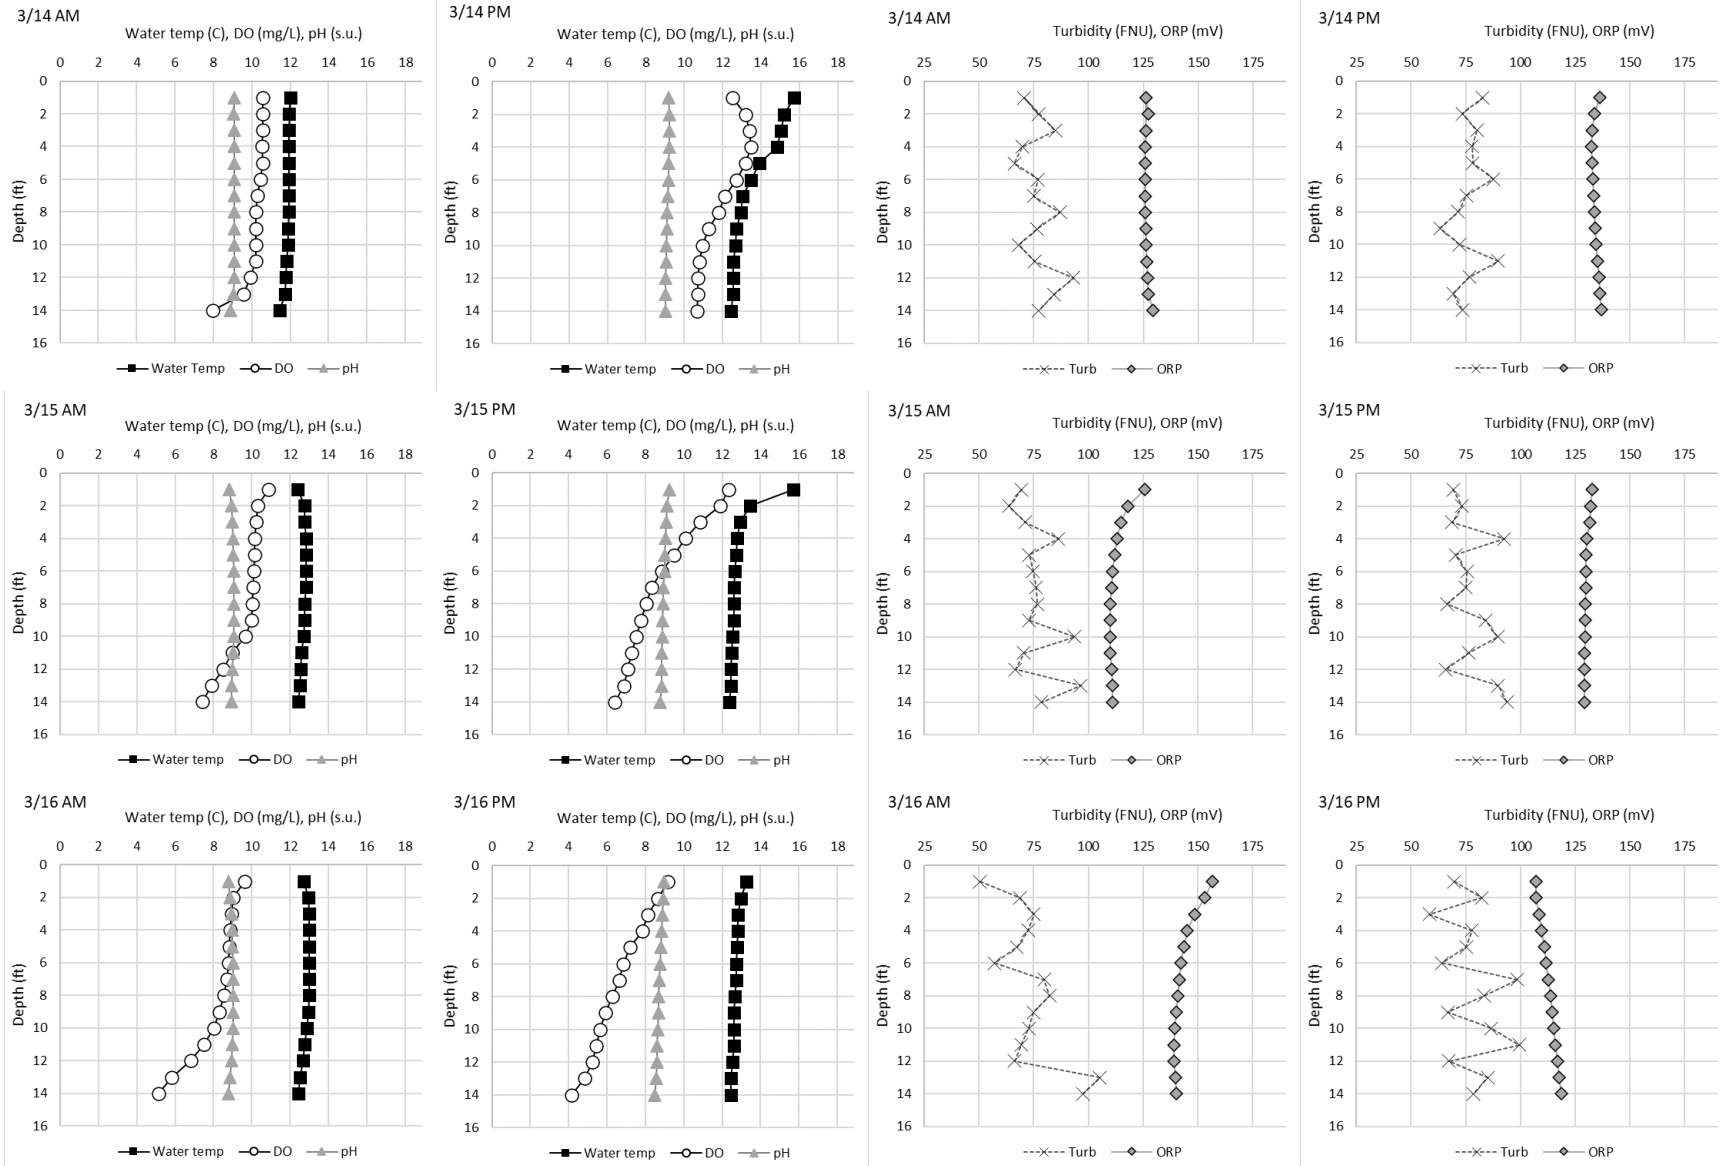 3/14 AM
Water temp (C), DO (mg/L), pH (s.u.)
0 2 4 6 8 10 12 14 16 18
0
2
4
6
8
10
12
14
16
Depth (ft)
Water Temp DO pH
3/14 PM
Water temp (C), DO (mg/L), pH (s.u.)
0 2 4 6 8 10 12 14 16 18
0
2
4
6
8
10
12
14
16
Depth (ft)
Water temp DO pH
3/14 AM
Turbidity (FNU), ORP (mV)
25 50 75 100 125 150 175
0
2
4
6
8
10
12
14
16
Depth (ft)
Turb ORP
3/14 PM
Turbidity (FNU), ORP (mV)
25 50 75 100 125 150 175
0
2
4
6
8
10
12
14
16
Depth (ft)
Turb ORP
3/15 AM
Water temp (C), DO (mg/L), pH (s.u.)
0 2 4 6 8 10 12 14 16 18
0
2
4
6
8
10
12
14
16
Depth (ft)
Water temp DO pH
3/15 PM
Water temp (C), DO (mg/L), pH (s.u.)
0 2 4 6 8 10 12 14 16 18
0
2
4
6
8
10
12
14
16
Depth (ft)
Water temp DO pH
3/15 AM
Turbidity (FNU), ORP (mV)
25 50 75 100 125 150 175
0
2
4
6
8
10
12
14
16
Depth (ft)
Turb ORP
3/15 PM
Turbidity (FNU), ORP (mV)
25 50 75 100 125 150 175
0
2
4
6
8
10
12
14
16
Depth (ft)
Turb ORP
3/16 AM
Water temp (C), DO (mg/L), pH (s.u.)
0 2 4 6 8 10 12 14 16 18
0
2
4
6
8
10
12
14
16
Depth (ft)
Water temp DO pH
3/16 PM
Water temp (C), DO (mg/L), pH (s.u.)
0 2 4 6 8 10 12 14 16 18
0
2
4
6
8
10
12
14
16
Depth (ft)
Water temp DO pH
3/16 AM
Turbidity (FNU), ORP (mV)
25 50 75 100 125 150 175
0
2
4
6
8
10
12
14
16
Depth (ft)
Turb ORP
3/16 PM
Turbidity (FNU), ORP (mV)
25 50 75 100 125 150 175
0
2
4
6
8
10
12
14
16
Depth (ft)
Turb ORP